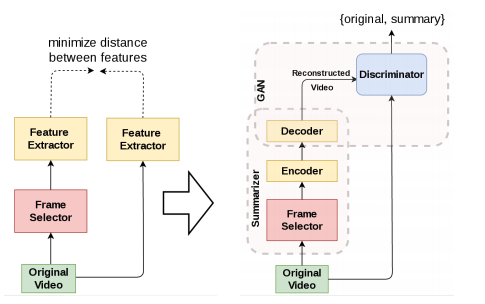 minimize distance
between features
Feature
Extractor
Feature
Extractor
Frame
Selector
Original
Video
{original, summary}
Discriminator
Reconstructed
Video
GAN
Decoder
Encoder
Summarizer
Frame
Selector
Original
Video